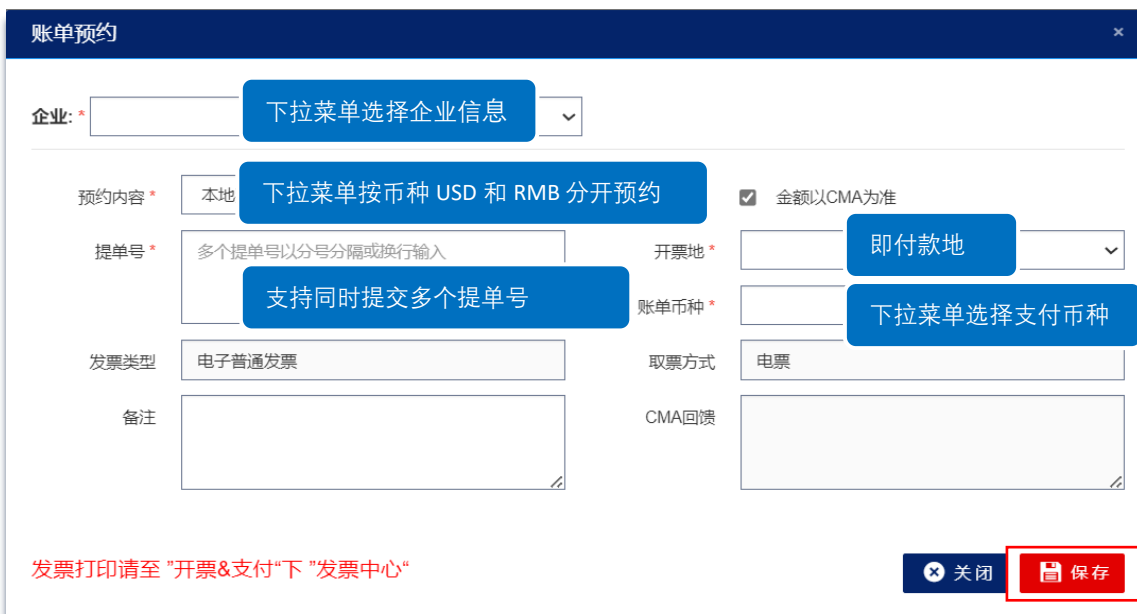 账单预约 ×
企业: * 下拉菜单选择企业信息
预约内容 * 本地 下拉菜单按币种 USD 和 RMB 分开预约 金额以CMA为准
提单号 * 多个提单号以分号分隔或换行输入 开票地 * 即付款地
支持同时提交多个提单号 账单币种 * 下拉菜单选择支付币种
发票类型 电子普通发票 取票方式 电票
备注 CMA回馈
发票打印请至 ”开票&支付“下 ”发票中心“ 关闭 保存